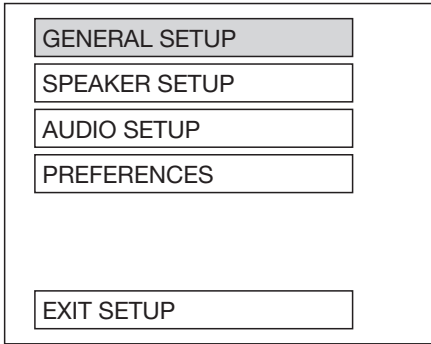 GENERAL SETUP
SPEAKER SETUP
AUDIO SETUP
PREFERENCES
EXIT SETUP